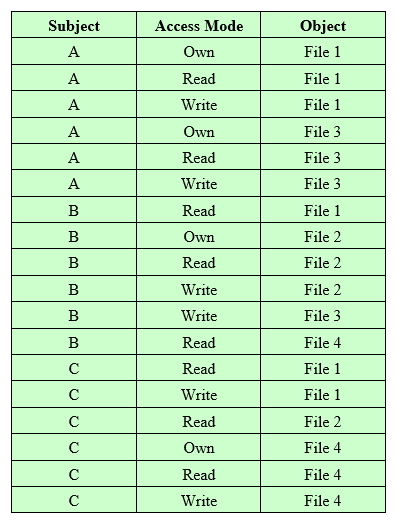 Subject Access Mode Object
A Own File 1
A Read File 1
A Write File 1
A Own File 3
A Read File 3
A Write File 3
B Read File 1
B Own File 2
B Read File 2
B Write File 2
B Write File 3
B Read File 4
C Read File 1
C Write File 1
C Read File 2
C Own File 4
C Read File 4
C Write File 4